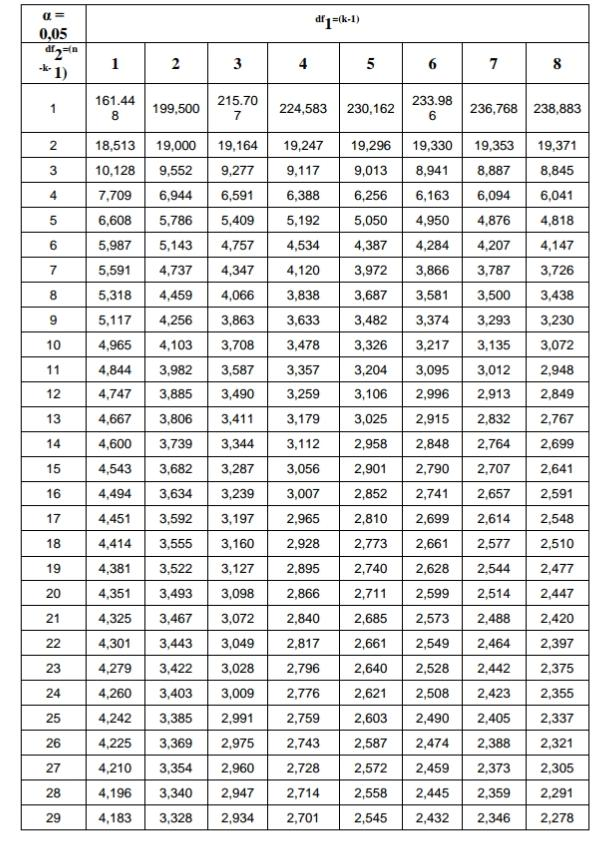 α = df1=(k-1)
0,05
df2=(n
-k- 1) 1 2 3 4 5 6 7 8
1 161.44 199,500 215.70 224,583 230,162 233.98 236,768 238,883
8 7 6
2 18,513 19,000 19,164 19,247 19,296 19,330 19,353 19,371
3 10,128 9,552 9,277 9,117 9,013 8,941 8,887 8,845
4 7,709 6,944 6,591 6,388 6,256 6,163 6,094 6,041
5 6,608 5,786 5,409 5,192 5,050 4,950 4,876 4,818
6 5,987 5,143 4,757 4,534 4,387 4,284 4,207 4,147
7 5,591 4,737 4,347 4,120 3,972 3,866 3,787 3,726
8 5,318 4,459 4,066 3,838 3,687 3,581 3,500 3,438
9 5,117 4,256 3,863 3,633 3,482 3,374 3,293 3,230
10 4,965 4,103 3,708 3,478 3,326 3,217 3,135 3,072
11 4,844 3,982 3,587 3,357 3,204 3,095 3,012 2,948
12 4,747 3,885 3,490 3,259 3,106 2,996 2,913 2,849
13 4,667 3,806 3,411 3,179 3,025 2,915 2,832 2,767
14 4,600 3,739 3,344 3,112 2,958 2,848 2,764 2,699
15 4,543 3,682 3,287 3,056 2,901 2,790 2,707 2,641
16 4,494 3,634 3,239 3,007 2,852 2,741 2,657 2,591
17 4,451 3,592 3,197 2,965 2,810 2,699 2,614 2,548
18 4,414 3,555 3,160 2,928 2,773 2,661 2,577 2,510
19 4,381 3,522 3,127 2,895 2,740 2,628 2,544 2,477
20 4,351 3,493 3,098 2,866 2,711 2,599 2,514 2,447
21 4,325 3,467 3,072 2,840 2,685 2,573 2,488 2,420
22 4,301 3,443 3,049 2,817 2,661 2,549 2,464 2,397
23 4,279 3,422 3,028 2,796 2,640 2,528 2,442 2,375
24 4,260 3,403 3,009 2,776 2,621 2,508 2,423 2,355
25 4,242 3,385 2,991 2,759 2,603 2,490 2,405 2,337
26 4,225 3,369 2,975 2,743 2,587 2,474 2,388 2,321
27 4,210 3,354 2,960 2,728 2,572 2,459 2,373 2,305
28 4,196 3,340 2,947 2,714 2,558 2,445 2,359 2,291
29 4,183 3,328 2,934 2,701 2,545 2,432 2,346 2,278